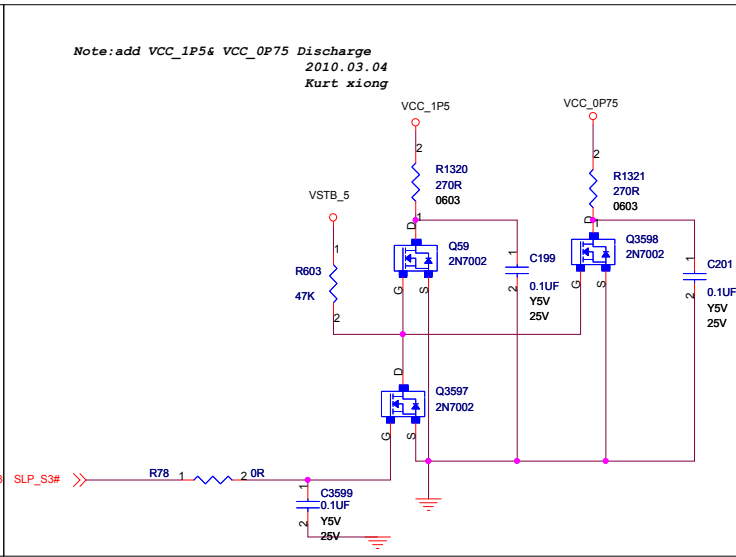 Note:add VCC_1P5& VCC_0P75 Discharge
2010.03.04
Kurt xiong
VCC_1P5
VCC_0P75
2
R1320
270R
0603
1
2
R1321
270R
0603
1
VSTB_5
1
R603
47K
2
D
Q59
2N7002
G
S
1
C199
0.1UF
2
Y5V
25V
D
Q3598
2N7002
G
S
1
C201
0.1UF
2
Y5V
25V
D
Q3597
2N7002
G
S
SLP_S3#
R78
1
2
0R
1
C3599
0.1UF
2
Y5V
25V